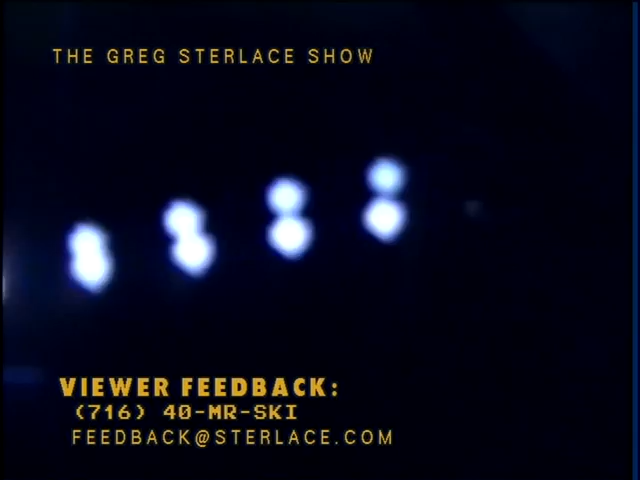 THE GREG STERLACE SHOW
VIEWER FEEDBACK:
(716) 40-MR-SKI
FEEDBACK@STERLACE.COM